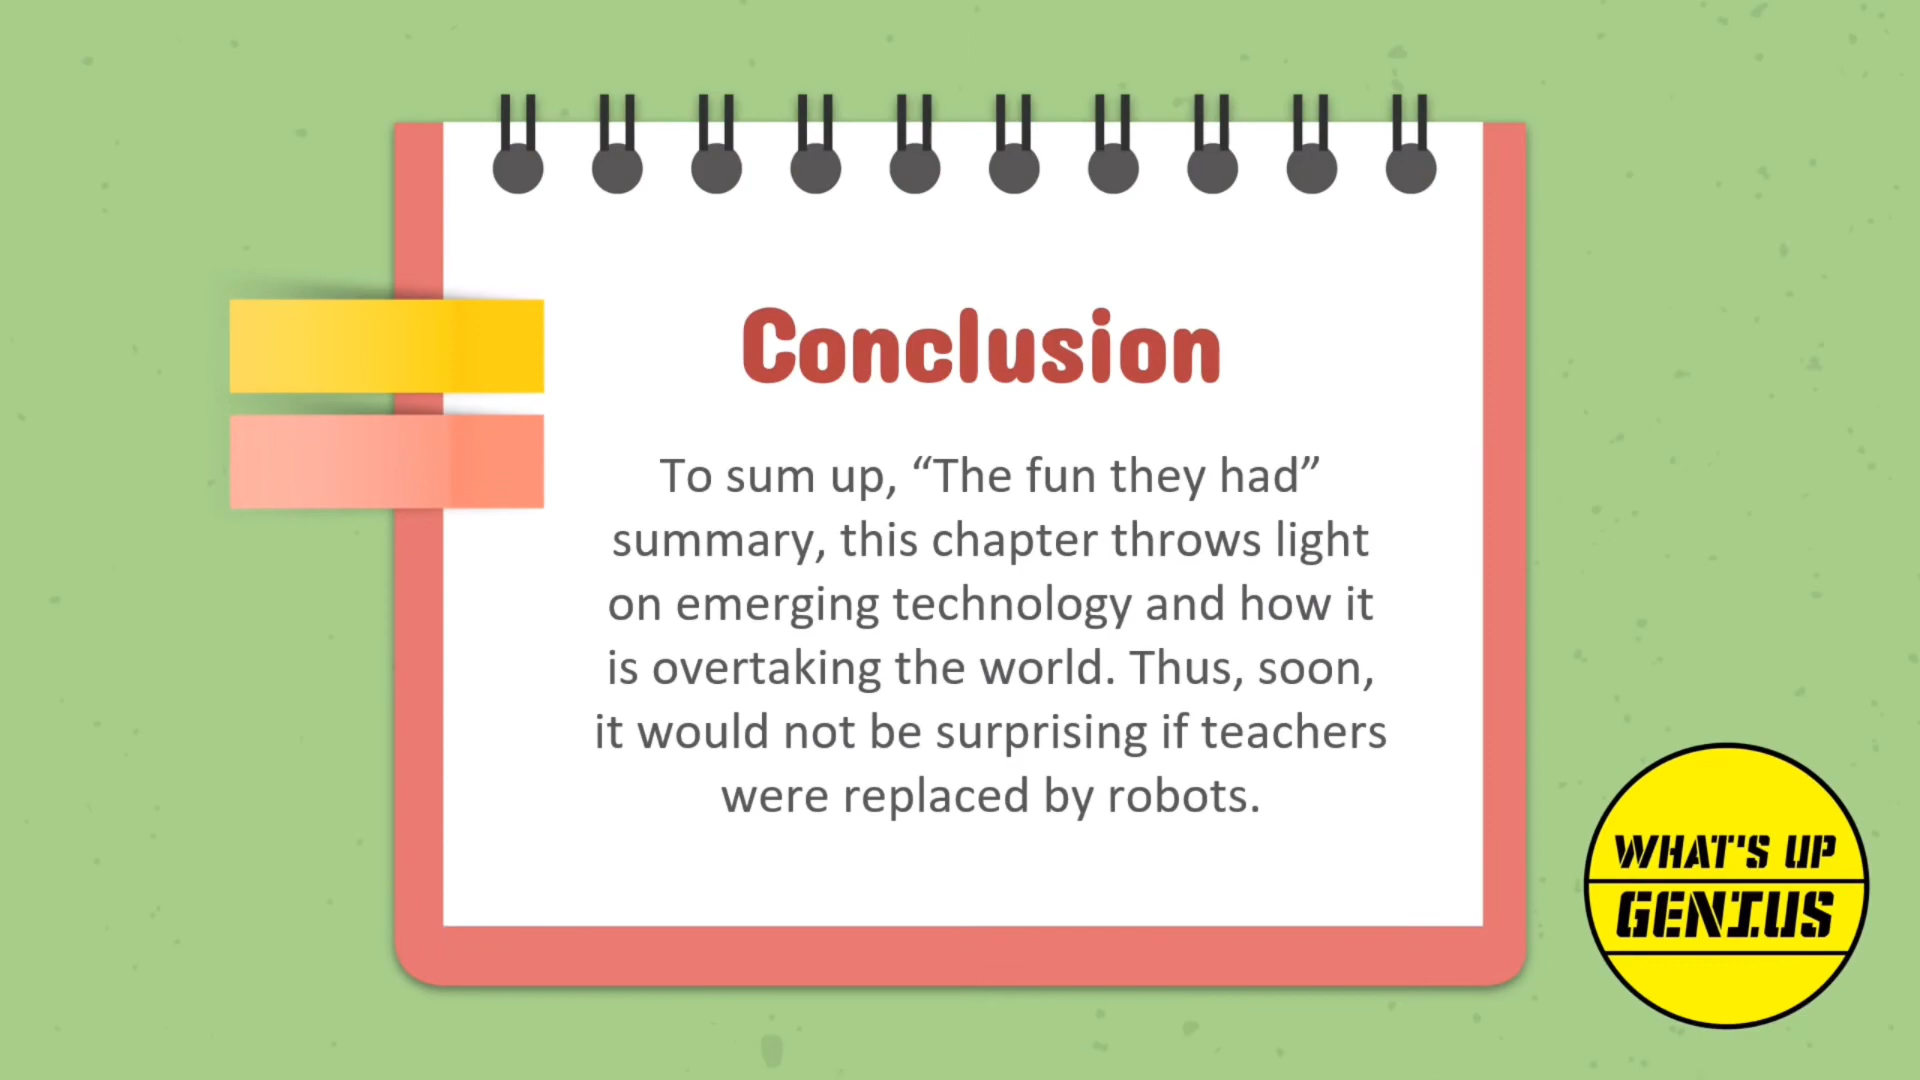 Conclusion
To sum up, “The fun they had”
summary, this chapter throws light
on emerging technology and how it
is overtaking the world. Thus, soon,
it would not be surprising if teachers
were replaced by robots.
WHAT'S UP
GENIUS